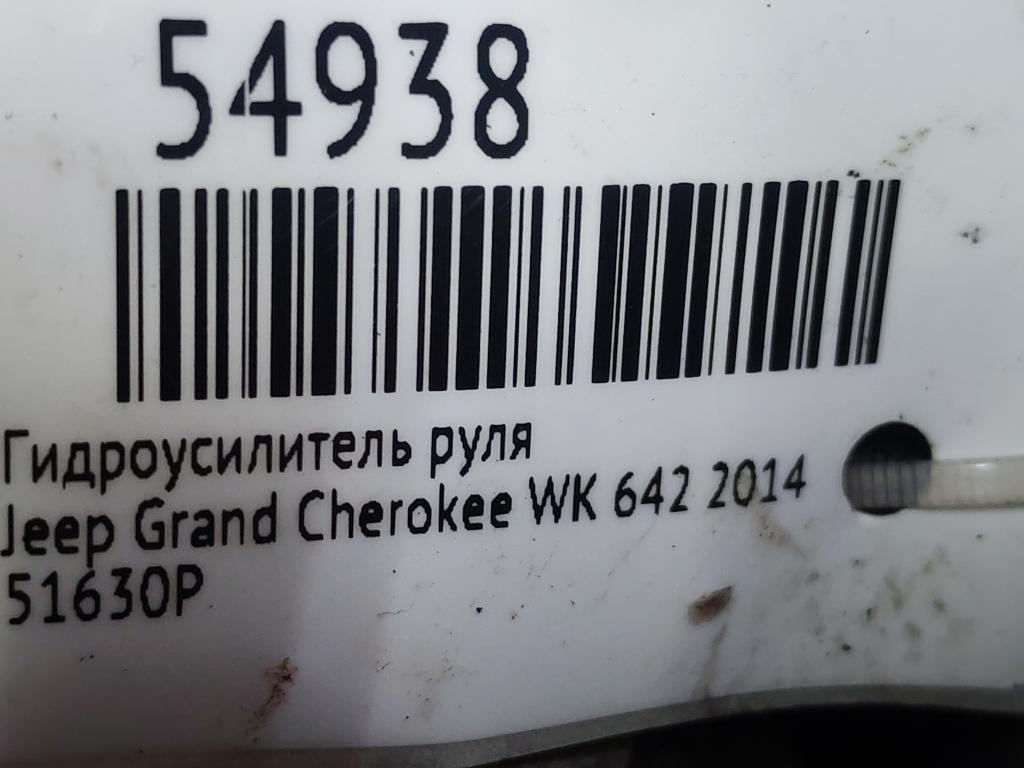 54938
Гидроусилитель руля
Jeep Grand Cherokee WK 642 2014
51630P